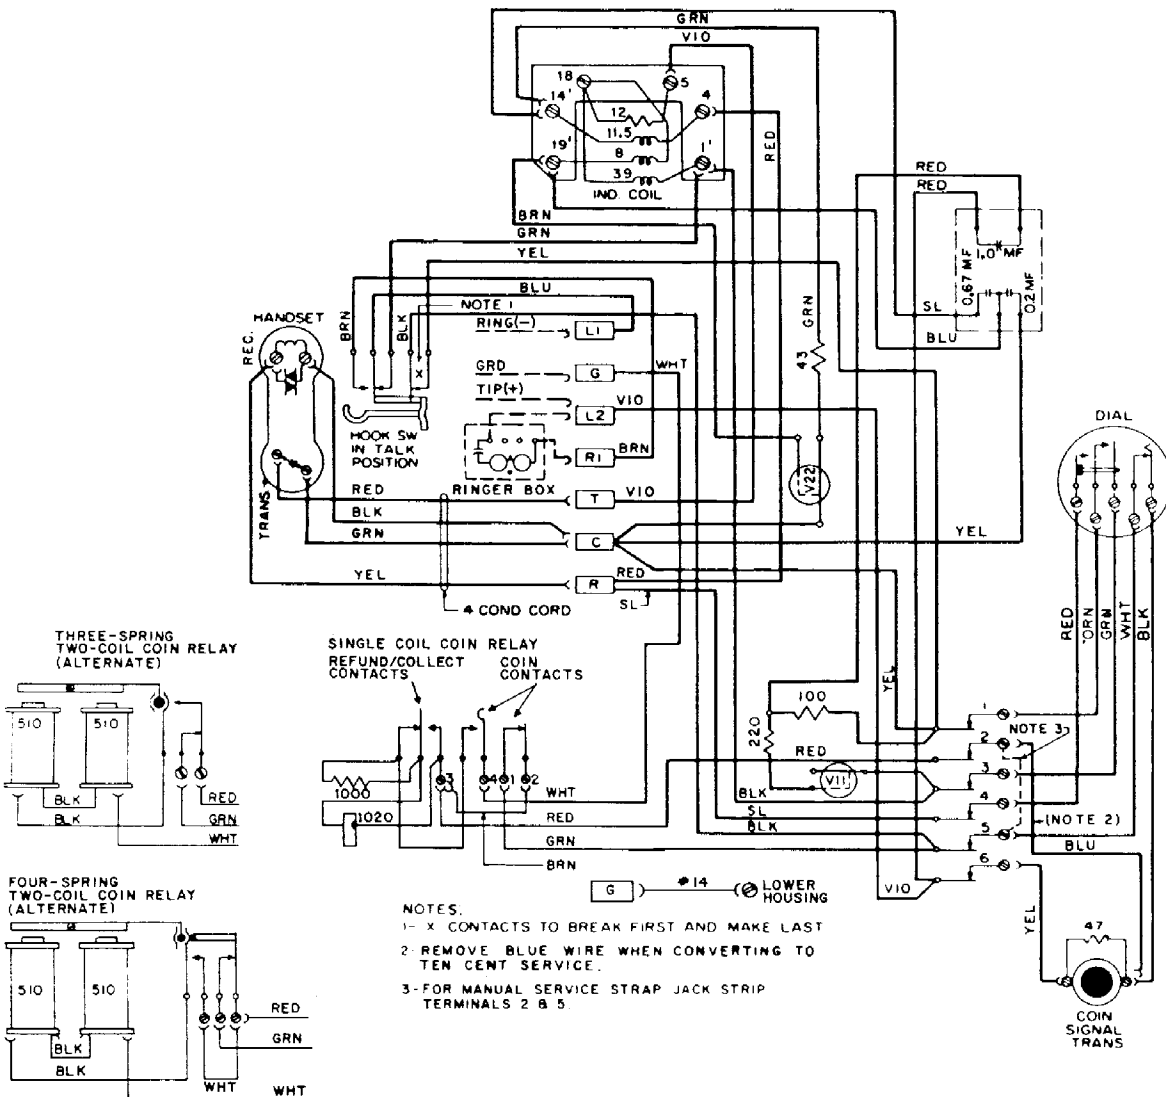 GRN
VIO
18
5
14'
4
12
11.5
19'
8
1'
39
IND. COIL
RED
RED
RED
BRN
GRN
YEL
BLU
1.0 MF
0.67 MF
0.2 MF
SL
BLU
NOTE 1
HANDSET
REC.
BRN
BLK
X
RING(-)
L1
GRN
43
GRD
G
WHT
TIP(+)
L2
VIO
HOOK SW
IN TALK
POSITION
R1
BRN
RINGER BOX
V22
DIAL
TRANS
RED
T
VIO
BLK
GRN
C
YEL
YEL
R
RED
4 COND CORD
SL
RED
ORN
GRN
WHT
BLK
THREE-SPRING
TWO-COIL COIN RELAY
(ALTERNATE)
510
510
BLK
BLK
RED
GRN
WHT
SINGLE COIL COIN RELAY
REFUND/COLLECT
CONTACTS
COIN
CONTACTS
1000
1020
3
4
1
2
WHT
RED
GRN
BRN
YEL
100
220
RED
V11
BLK
SL
BLK
VIO
1
2
NOTE 3
3
4
5
(NOTE 2)
BLU
6
YEL
47
COIN
SIGNAL
TRANS
G
#14
LOWER
HOUSING
FOUR-SPRING
TWO-COIL COIN RELAY
(ALTERNATE)
510
510
BLK
BLK
RED
GRN
WHT
WHT
NOTES:
1- X CONTACTS TO BREAK FIRST AND MAKE LAST
2- REMOVE BLUE WIRE WHEN CONVERTING TO
TEN CENT SERVICE.
3-FOR MANUAL SERVICE STRAP JACK STRIP
TERMINALS 2 & 5.